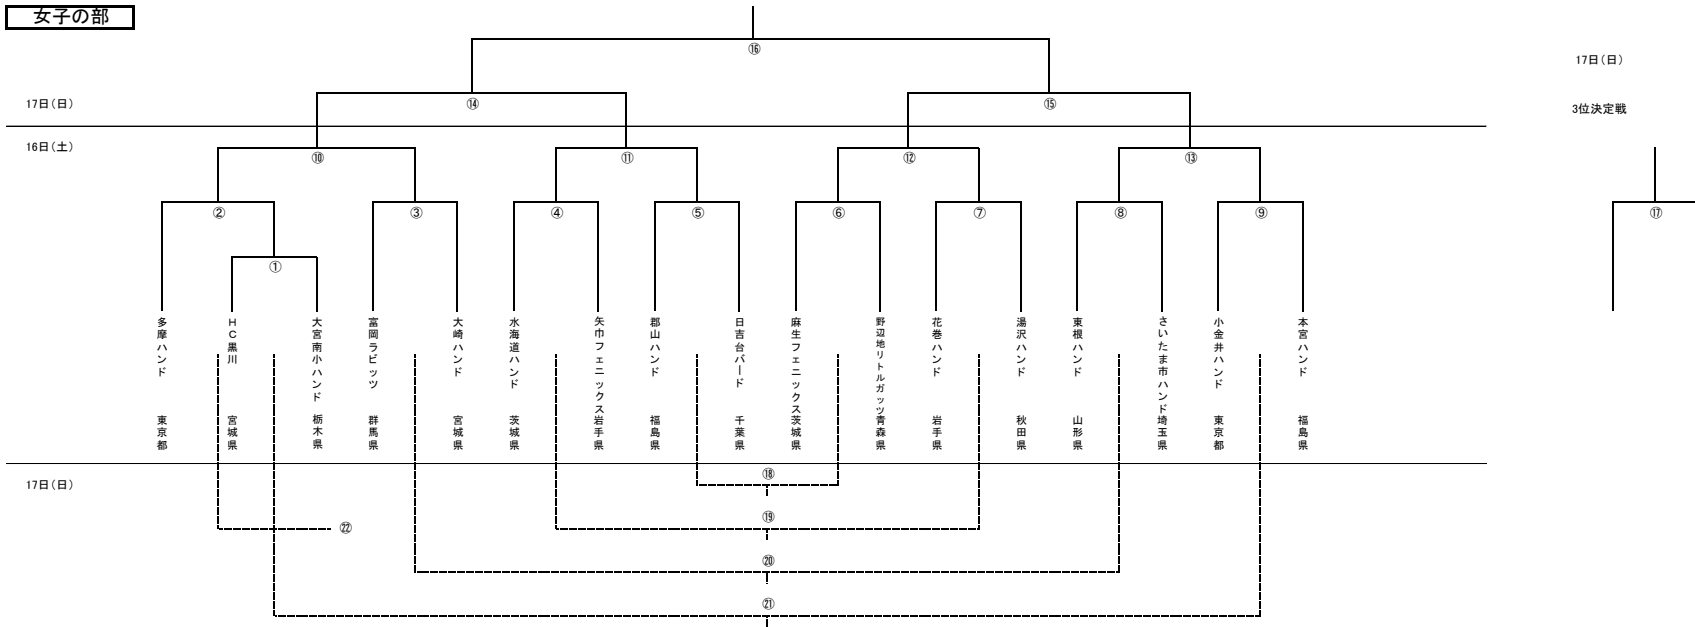 女子の部
⑯
17日(日)
17日(日)
⑭
⑮
3位決定戦
16日(土)
⑩
⑪
⑫
⑬
②
③
④
⑤
⑥
⑦
⑧
⑨
⑰
①
多摩ハンド 東京都
HC黒川 宮城県
大宮南小ハンド 栃木県
富岡ラビッツ 群馬県
大崎ハンド 宮城県
水海道ハンド 茨城県
矢巾フェニックス岩手県
郡山ハンド 福島県
日吉台バード 千葉県
麻生フェニックス茨城県
野辺地リトルガッツ青森県
花巻ハンド 岩手県
湯沢ハンド 秋田県
東根ハンド 山形県
さいたま市ハンド埼玉県
小金井ハンド 東京都
本宮ハンド 福島県
⑱
17日(日)
⑲
㉒
⑳
㉑